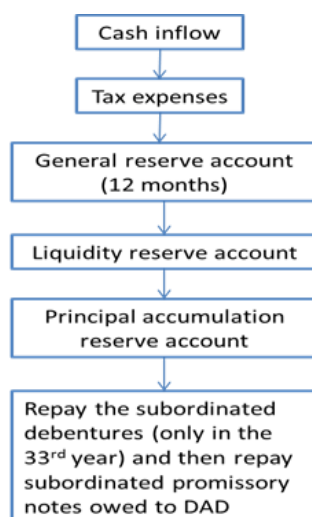 Cash inflow
Tax expenses
General reserve account
(12 months)
Liquidity reserve account
Principal accumulation
reserve account
Repay the subordinated
debentures (only in the
33rd year) and then repay
subordinated promissory
notes owed to DAD